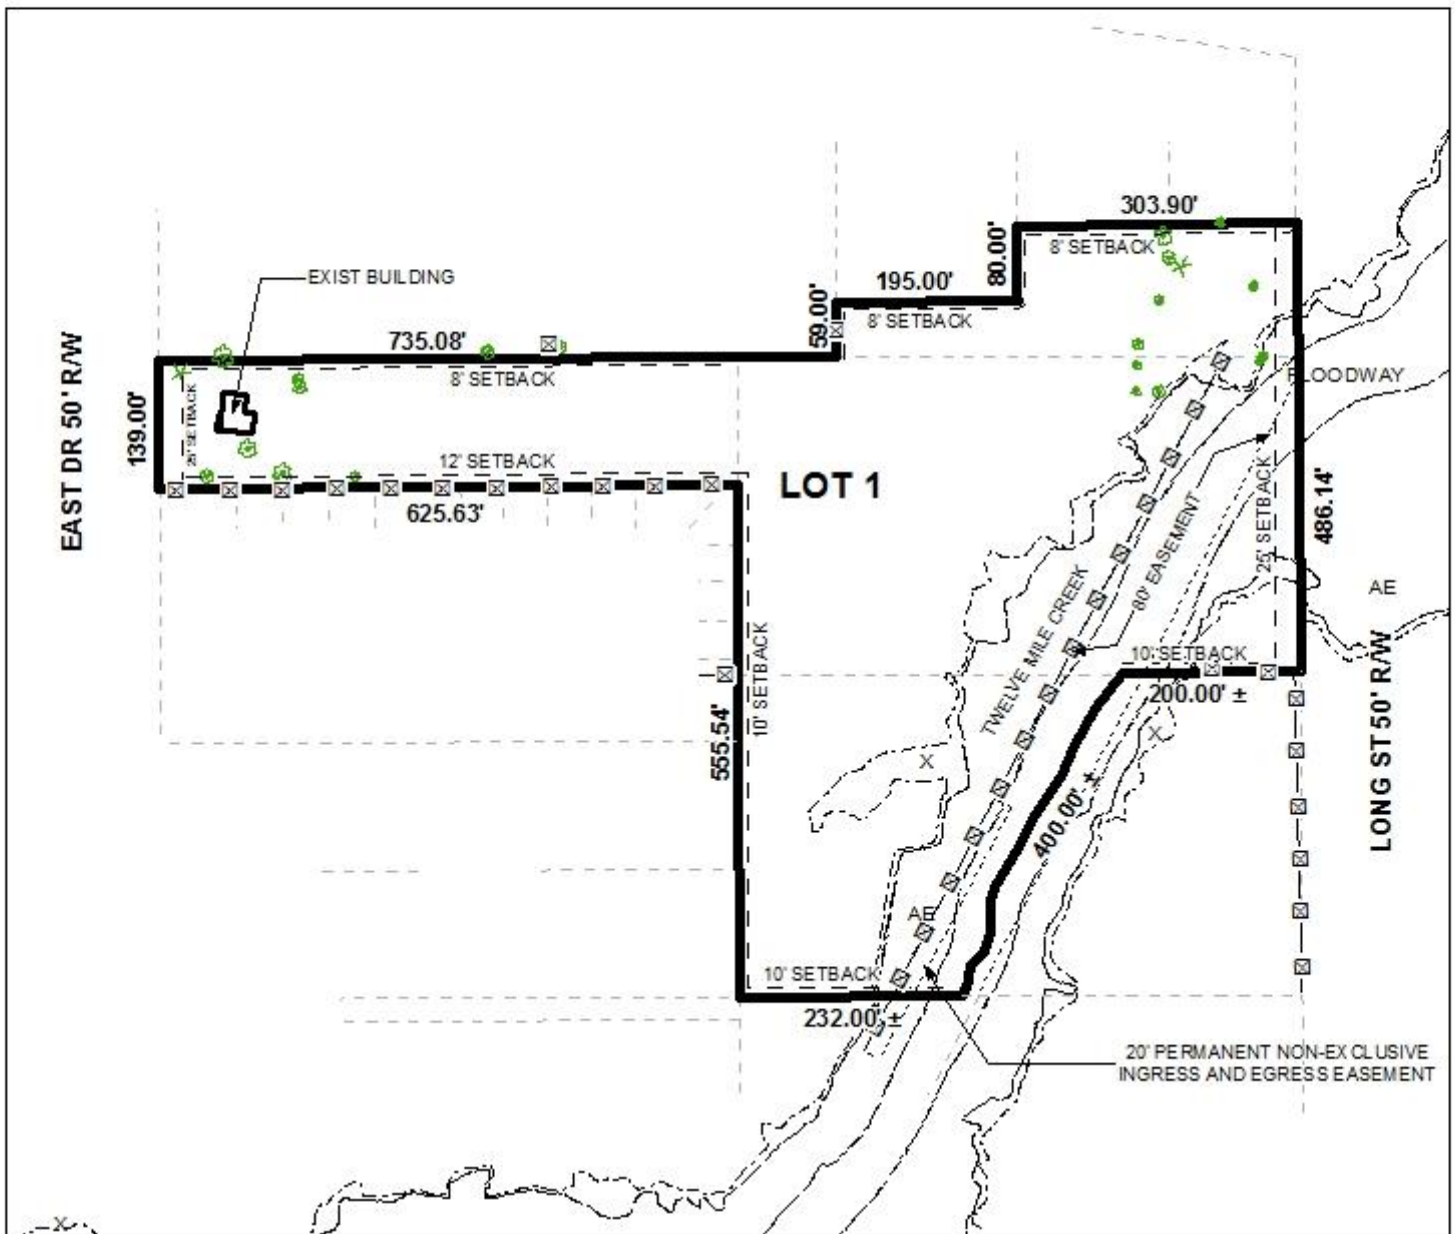 303.90'
8' SETBACK
80.00'
195.00'
8' SETBACK
59.00'
EXIST BUILDING
735.08'
8' SETBACK
EAST DR 50' R/W
139.00'
25' SETBACK
12' SETBACK
625.63'
LOT 1
FLOODWAY
80' EASEMENT
25' SETBACK
486.14'
AE
TWELVE MILE CREEK
10' SETBACK
200.00' ±
LONG ST 50' R/W
10' SETBACK
555.54'
X
X
400.00' ±
AE
10' SETBACK
232.00' ±
20' PERMANENT NON-EXCLUSIVE
INGRESS AND EGRESS EASEMENT
X